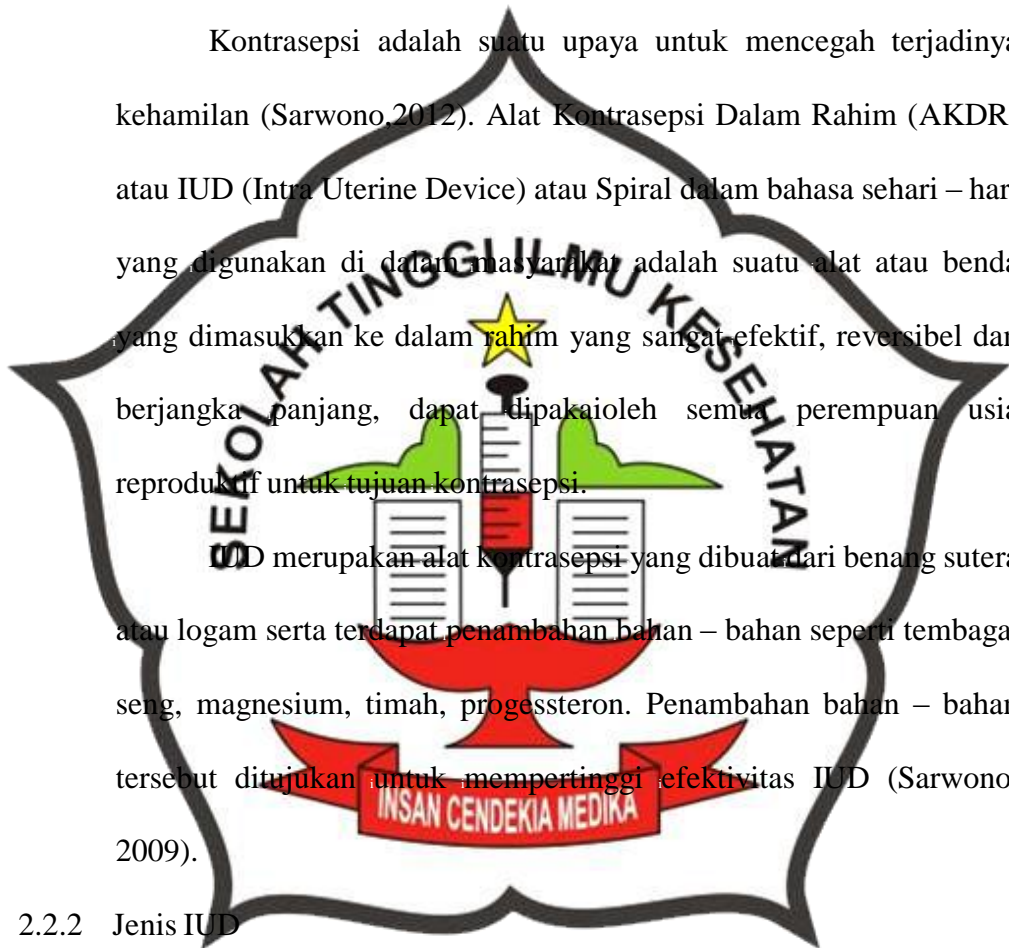 Kontrasepsi adalah suatu upaya untuk mencegah terjadinya
kehamilan (Sarwono,2012). Alat Kontrasepsi Dalam Rahim (AKDR
atau IUD (Intra Uterine Device) atau Spiral dalam bahasa sehari – har
yang digunakan di dalam masyarakat adalah suatu alat atau benda
yang dimasukkan ke dalam rahim yang sangat efektif, reversibel dan
berjangka panjang, dapat dipakaioleh semua perempuan usia
reproduktif untuk tujuan kontrasepsi.
IUD merupakan alat kontrasepsi yang dibuat dari benang sutera
atau logam serta terdapat penambahan bahan – bahan seperti tembaga
seng, magnesium, timah, progessteron. Penambahan bahan – bahan
tersebut ditujukan untuk mempertinggi efektivitas IUD (Sarwono
2009).
2.2.2 Jenis IUD
SEKOLAH TINGGI ILMU KESEHATAN
INSAN CENDEKIA MEDIKA